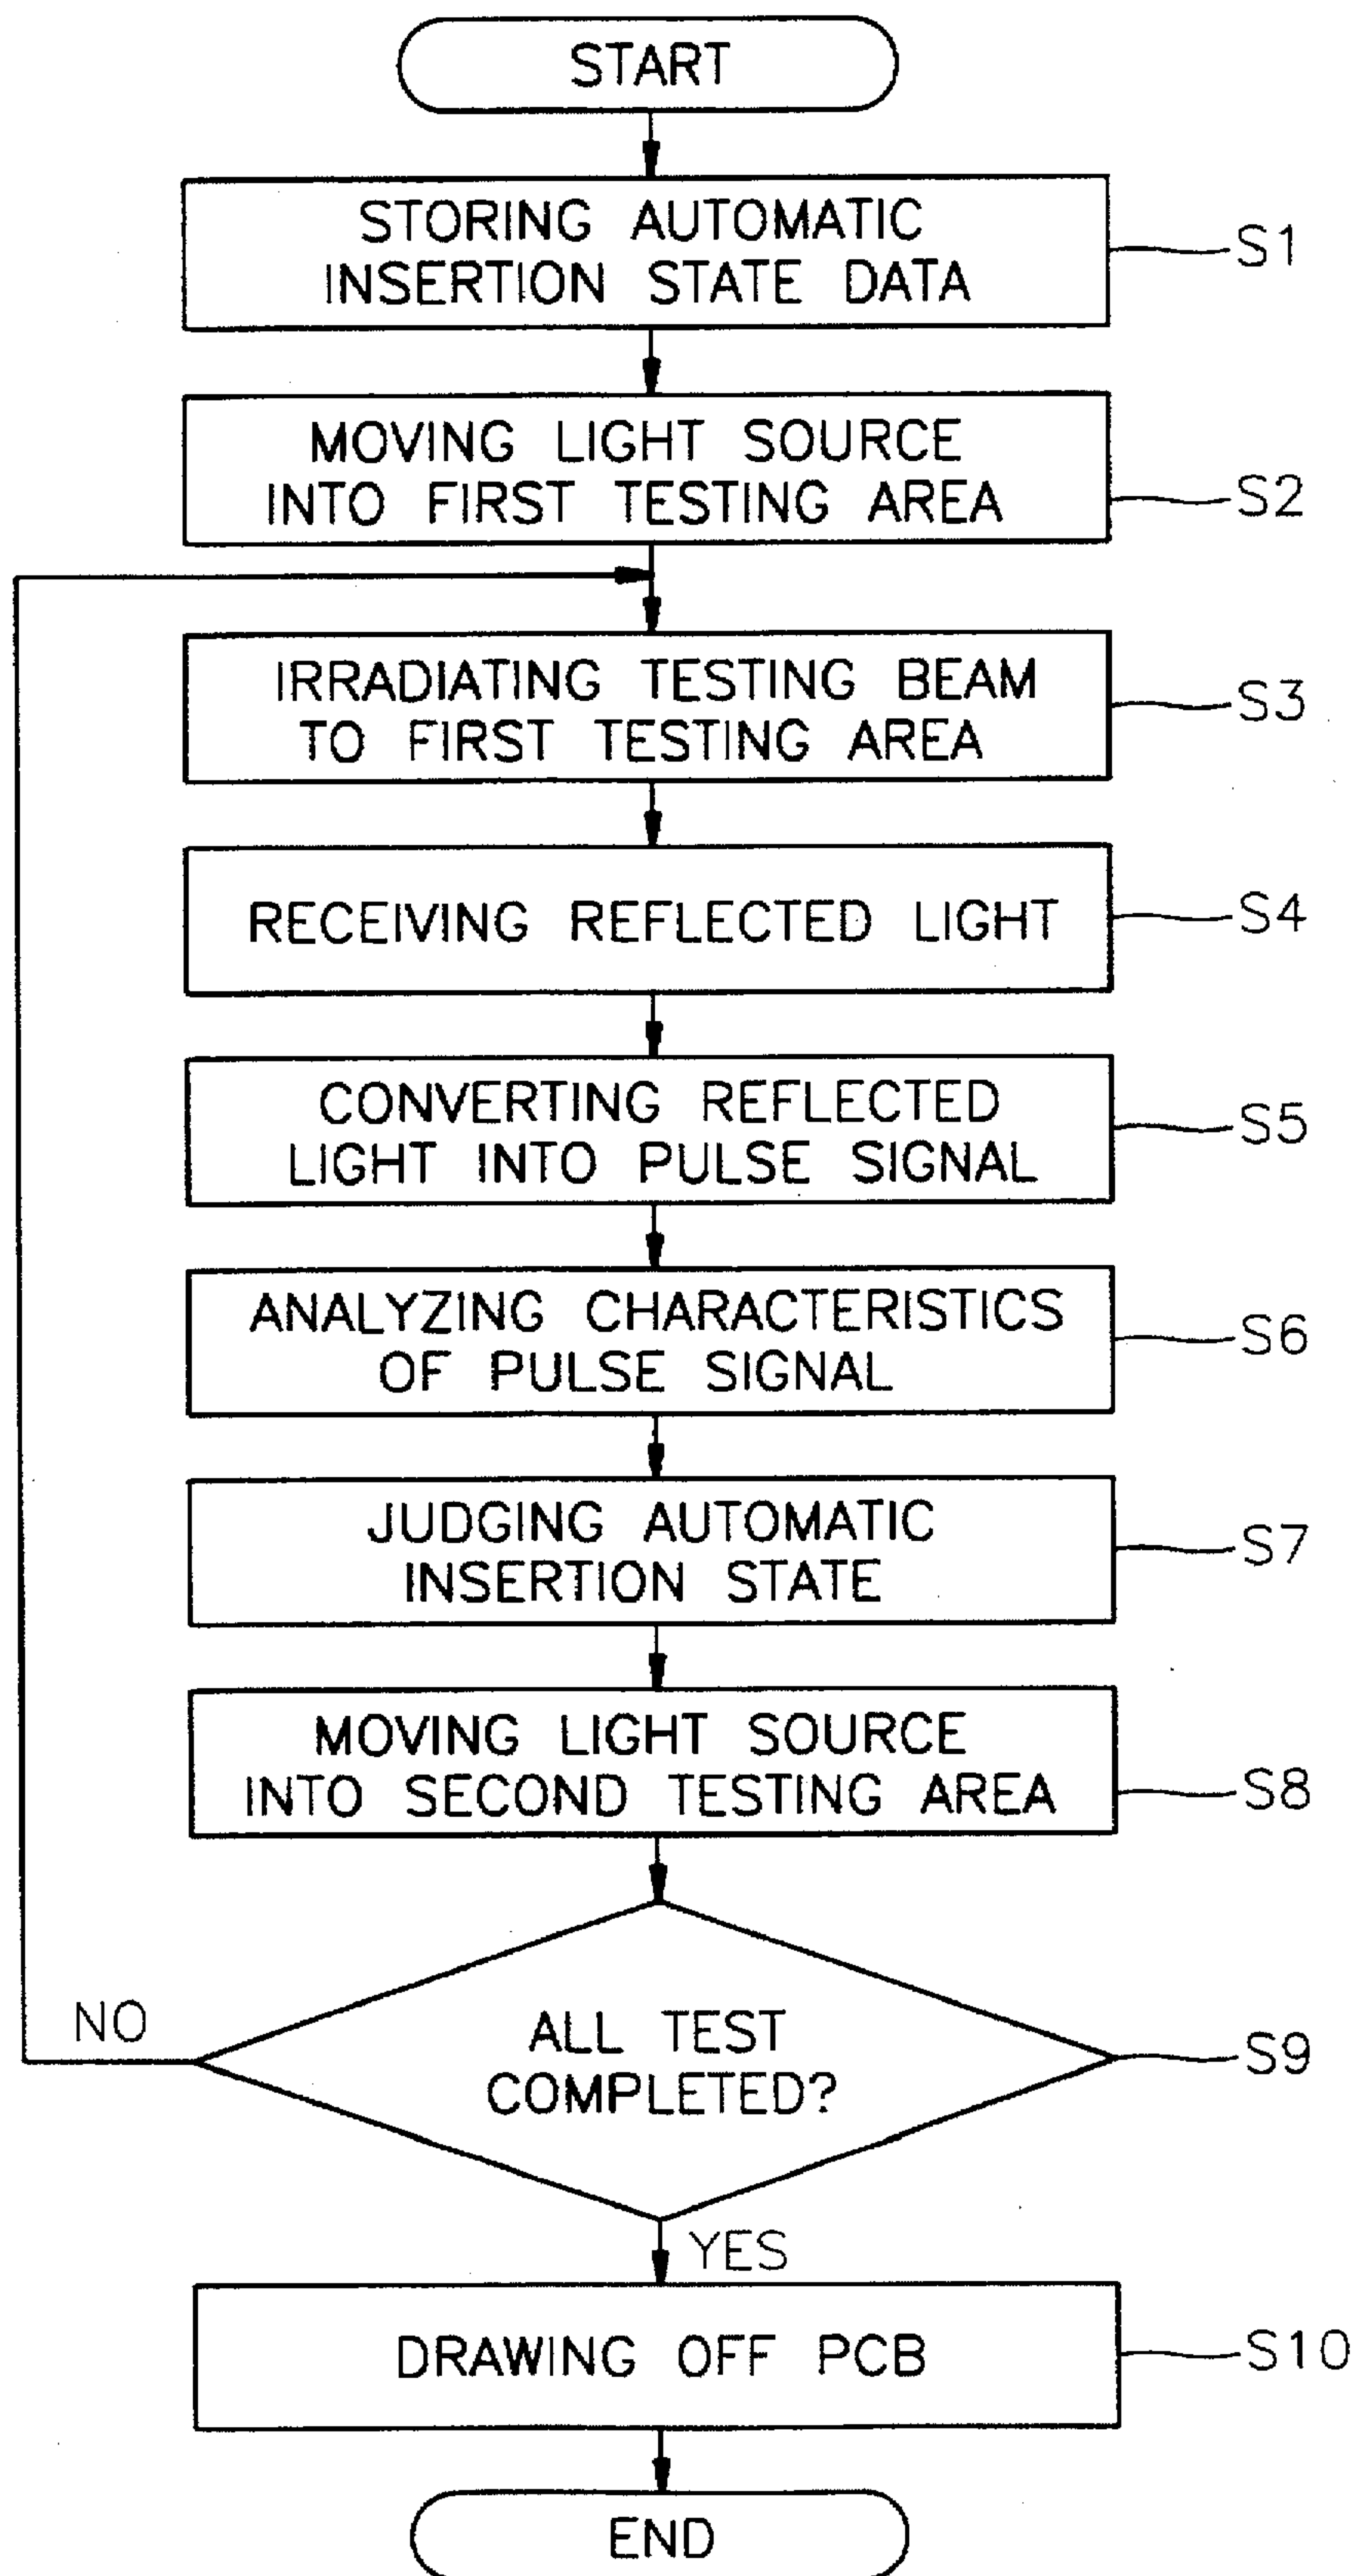 START
STORING AUTOMATIC
INSERTION STATE DATA
S1
MOVING LIGHT SOURCE
INTO FIRST TESTING AREA
S2
IRRADIATING TESTING BEAM
TO FIRST TESTING AREA
S3
RECEIVING REFLECTED LIGHT
S4
CONVERTING REFLECTED
LIGHT INTO PULSE SIGNAL
S5
ANALYZING CHARACTERISTICS
OF PULSE SIGNAL
S6
JUDGING AUTOMATIC
INSERTION STATE
S7
MOVING LIGHT SOURCE
INTO SECOND TESTING AREA
S8
NO
ALL TEST
COMPLETED?
S9
YES
DRAWING OFF PCB
S10
END